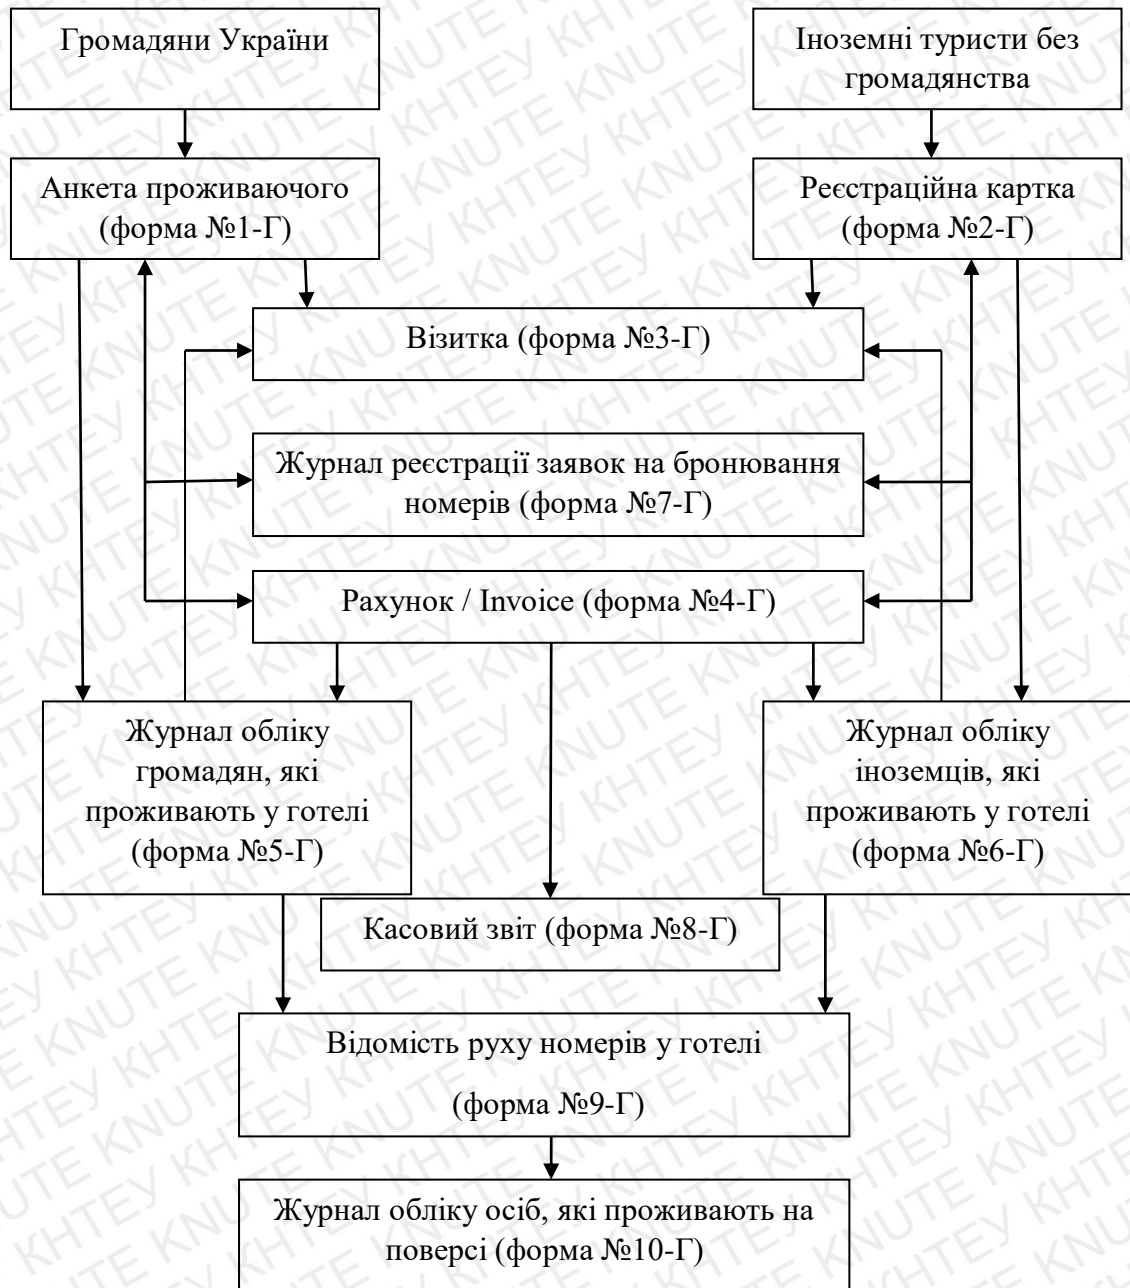 Громадяни України
Іноземні туристи без
громадянства
Анкета проживаючого
(форма №1-Г)
Реєстраційна картка
(форма №2-Г)
Візитка (форма №3-Г)
Журнал реєстрації заявок на бронювання
номерів (форма №7-Г)
Рахунок / Invoice (форма №4-Г)
Журнал обліку
громадян, які
проживають у готелі
(форма №5-Г)
Журнал обліку
іноземців, які
проживають у готелі
(форма №6-Г)
Касовий звіт (форма №8-Г)
Відомість руху номерів у готелі
(форма №9-Г)
Журнал обліку осіб, які проживають на
поверсі (форма №10-Г)